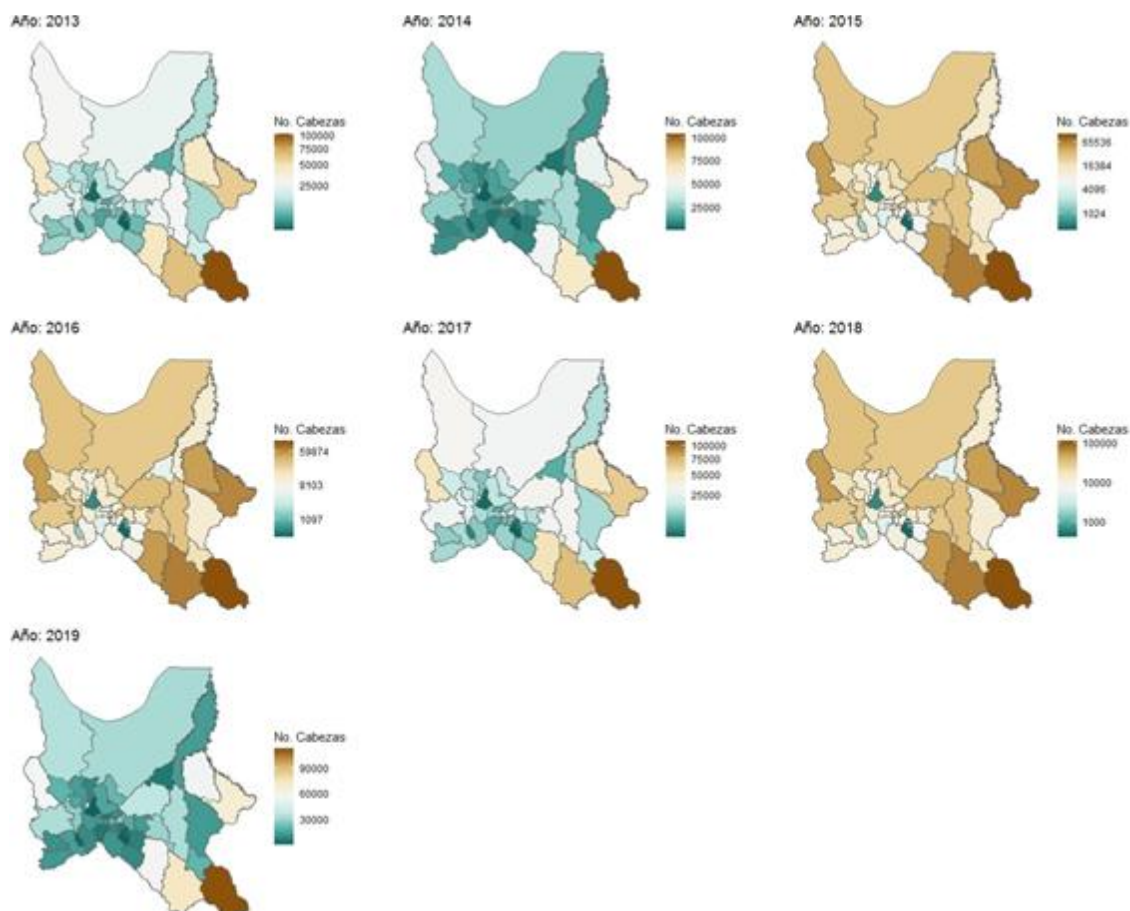 Año: 2013
No. Cabezas
100000
75000
50000
25000
Año: 2014
No. Cabezas
100000
75000
50000
25000
Año: 2015
No. Cabezas
65536
16384
4096
1024
Año: 2016
No. Cabezas
59874
8103
1097
Año: 2017
No. Cabezas
100000
75000
50000
25000
Año: 2018
No. Cabezas
100000
10000
1000
Año: 2019
No. Cabezas
90000
60000
30000